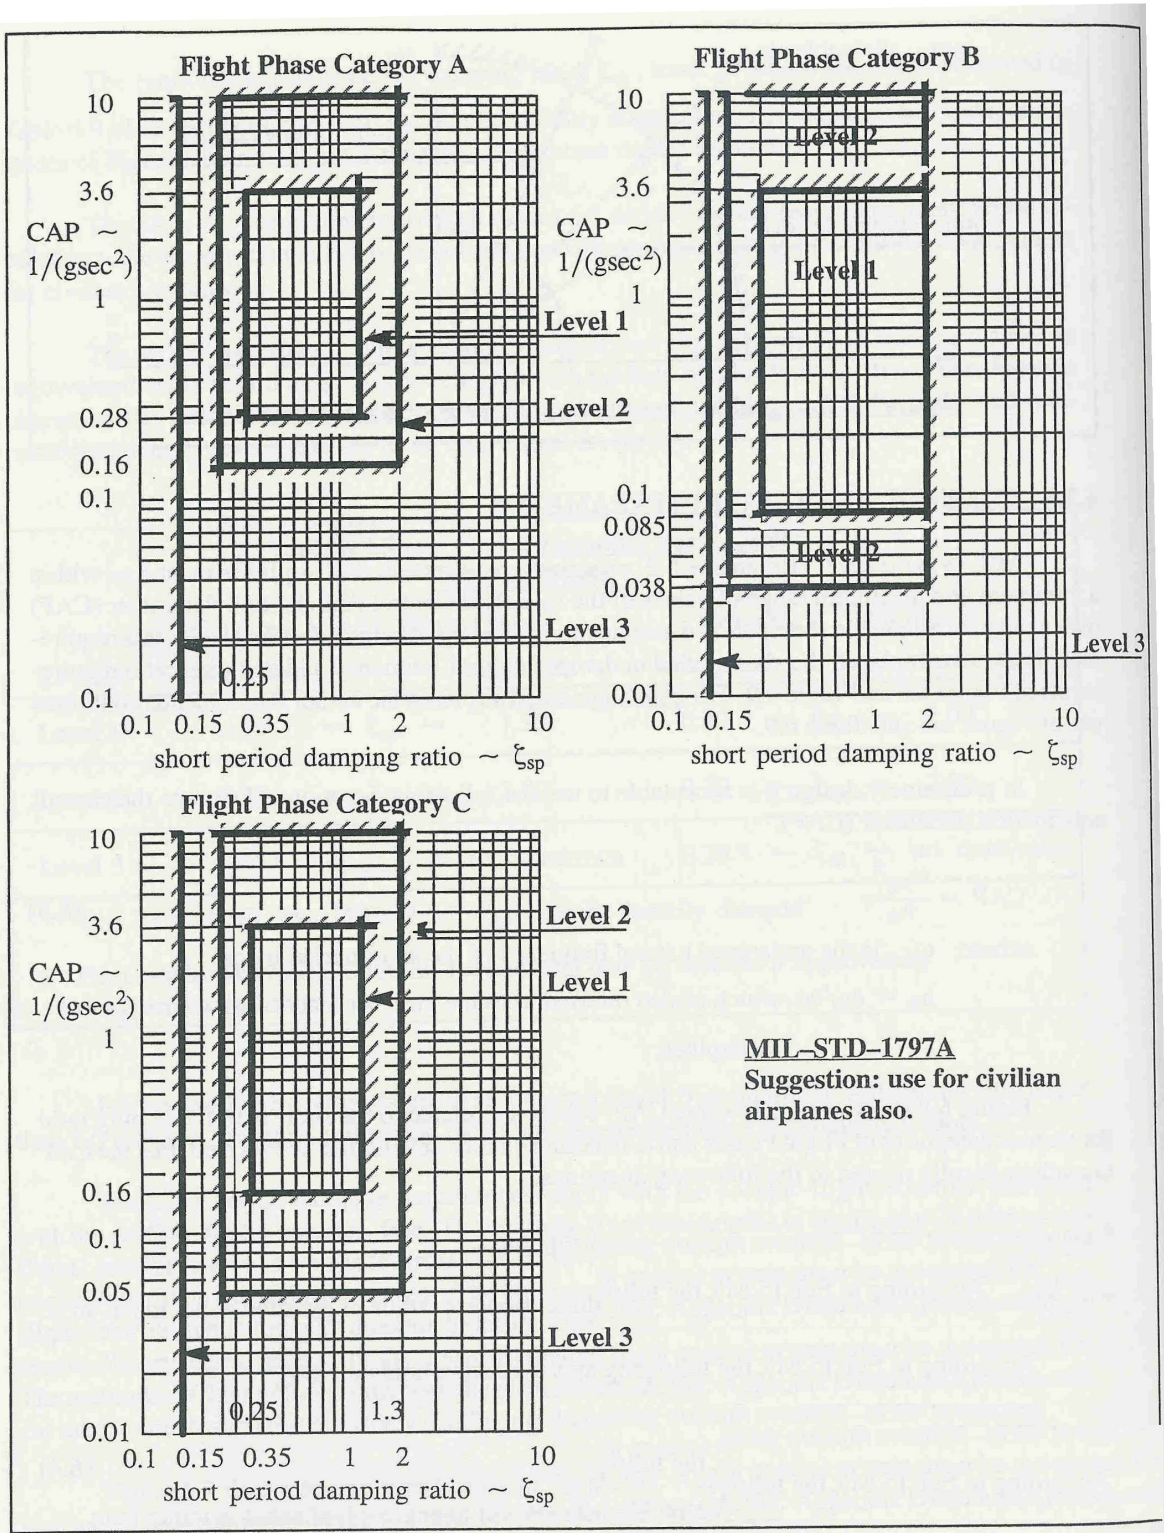 Flight Phase Category A
10
3.6
CAP ~
1/(gsec²)
1
0.28
0.16
0.1
0.1
Level 1
Level 2
Level 3
0.25
0.1 0.15 0.35 1 2 10
short period damping ratio ~ ζsp
Flight Phase Category B
10
3.6
CAP ~
1/(gsec²)
1
0.1
0.085
0.038
0.01
Level 2
Level 1
Level 2
Level 3
0.1 0.15 1 2 10
short period damping ratio ~ ζsp
Flight Phase Category C
10
3.6
CAP ~
1/(gsec²)
1
0.16
0.1
0.05
0.01
Level 2
Level 1
Level 3
0.25 1.3
0.1 0.15 0.35 1 2 10
short period damping ratio ~ ζsp
MIL–STD–1797A
Suggestion: use for civilian
airplanes also.